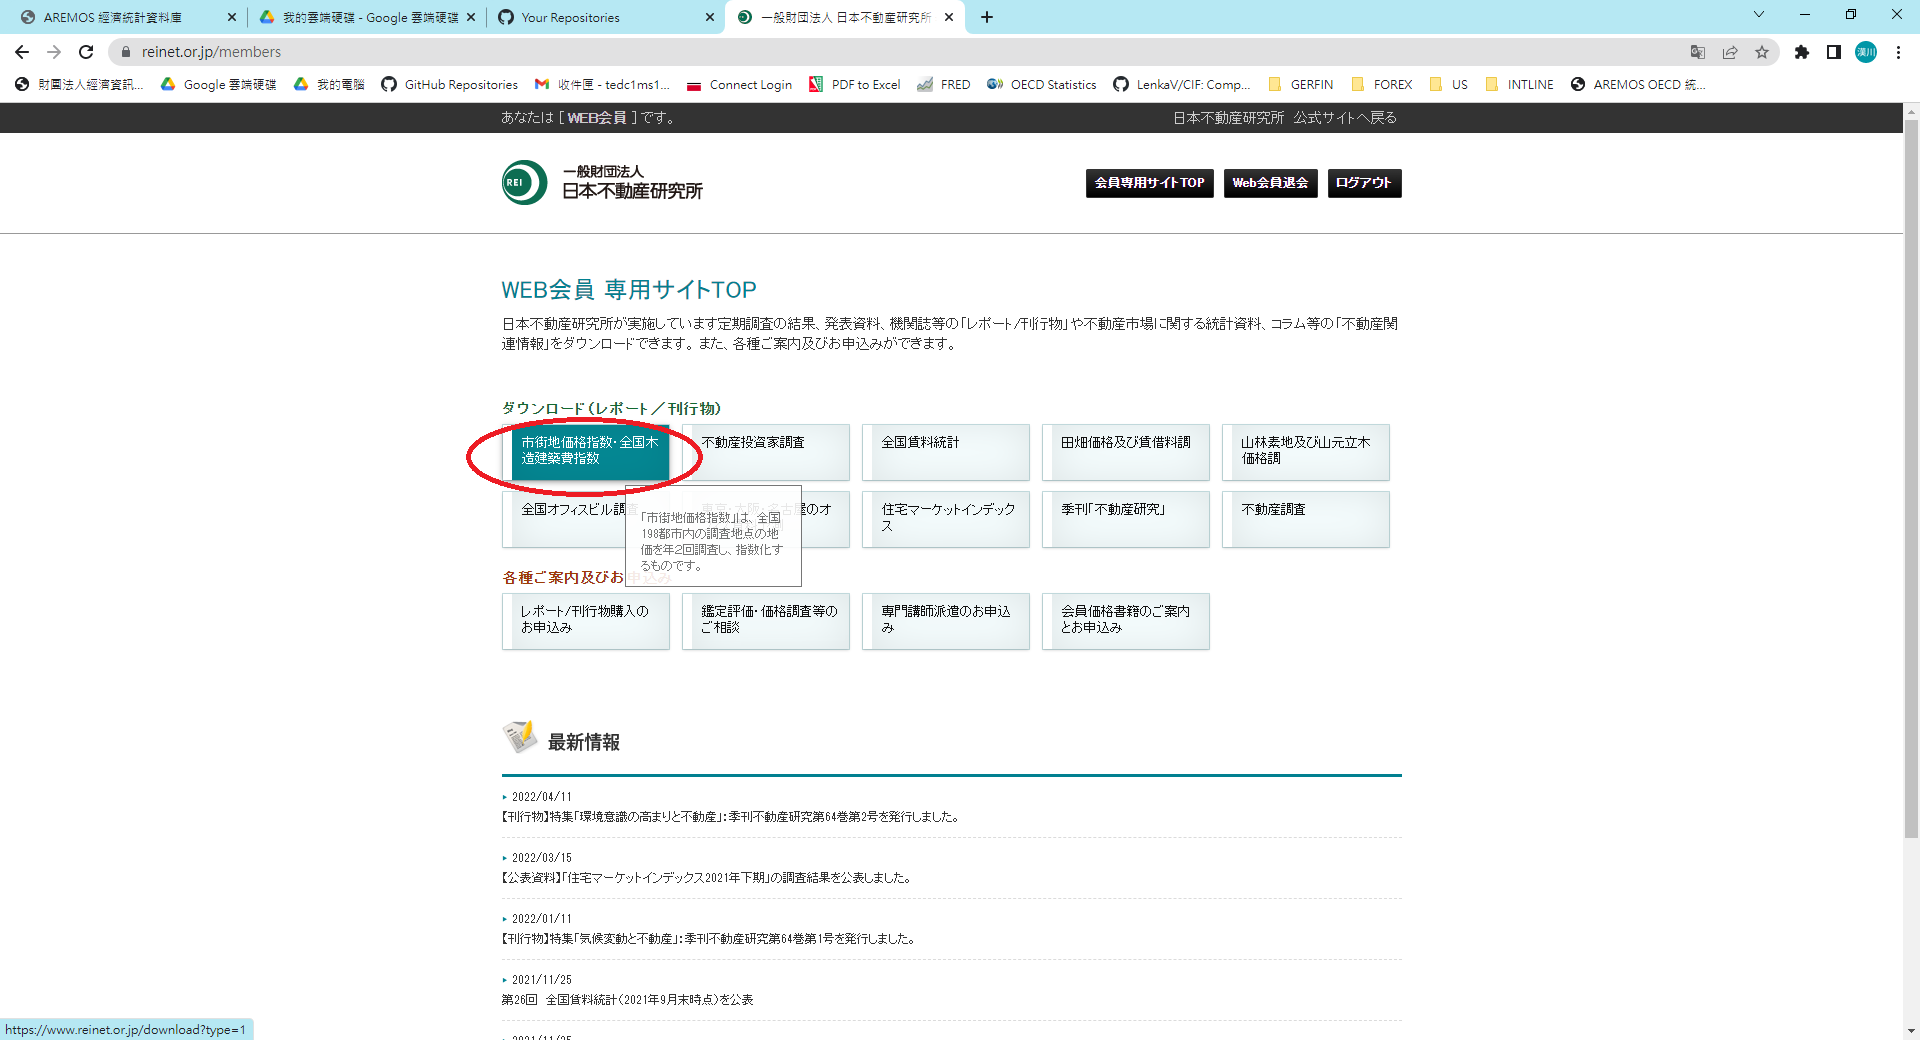 AREMOS 經濟統計資料庫
我的雲端硬碟 - Google 雲端硬碟
Your Repositories
一般財団法人 日本不動産研究所
reinet.or.jp/members
漢川
財團法人經濟資訊...
Google 雲端硬碟
我的電腦
GitHub Repositories
收件匣 - tedc1ms1...
Connect Login
PDF to Excel
FRED
OECD Statistics
LenkaV/CIF: Comp...
GERFIN
FOREX
US
INTLINE
AREMOS OECD 統...
あなたは [ WEB会員 ] です。
日本不動産研究所 公式サイトへ戻る
REI
一般財団法人
日本不動産研究所
会員専用サイトTOP
Web会員退会
ログアウト
WEB会員 専用サイトTOP
日本不動産研究所が実施しています定期調査の結果、発表資料、機関誌等の「レポート/刊行物」や不動産市場に関する統計資料、コラム等の「不動産関
連情報」をダウンロードできます。また、各種ご案内及びお申込みができます。
ダウンロード(レポート／刊行物)
市街地価格指数・全国木
造建築費指数
不動産投資家調査
全国賃料統計
田畑価格及び賃借料調
山林素地及び山元立木
価格調
全国オフィスビル調査
東京・大阪・名古屋のオ
住宅マーケットインデック
ス
季刊「不動産研究」
不動産調査
「市街地価格指数」は、全国
198都市内の調査地点の地
価を年2回調査し、指数化す
るものです。
各種ご案内及びお申込み
レポート/刊行物購入の
お申込み
鑑定評価・価格調査等の
ご相談
専門講師派遣のお申込
み
会員価格書籍のご案内
とお申込み
最新情報
2022/04/11
【刊行物】特集「環境意識の高まりと不動産」：季刊不動産研究第64巻第2号を発行しました。
2022/03/15
【公表資料】「住宅マーケットインデックス2021年下期」の調査結果を公表しました。
2022/01/11
【刊行物】特集「気候変動と不動産」：季刊不動産研究第64巻第1号を発行しました。
2021/11/25
第26回 全国賃料統計(2021年9月末時点)を公表
2021/11/25
https://www.reinet.or.jp/download?type=1